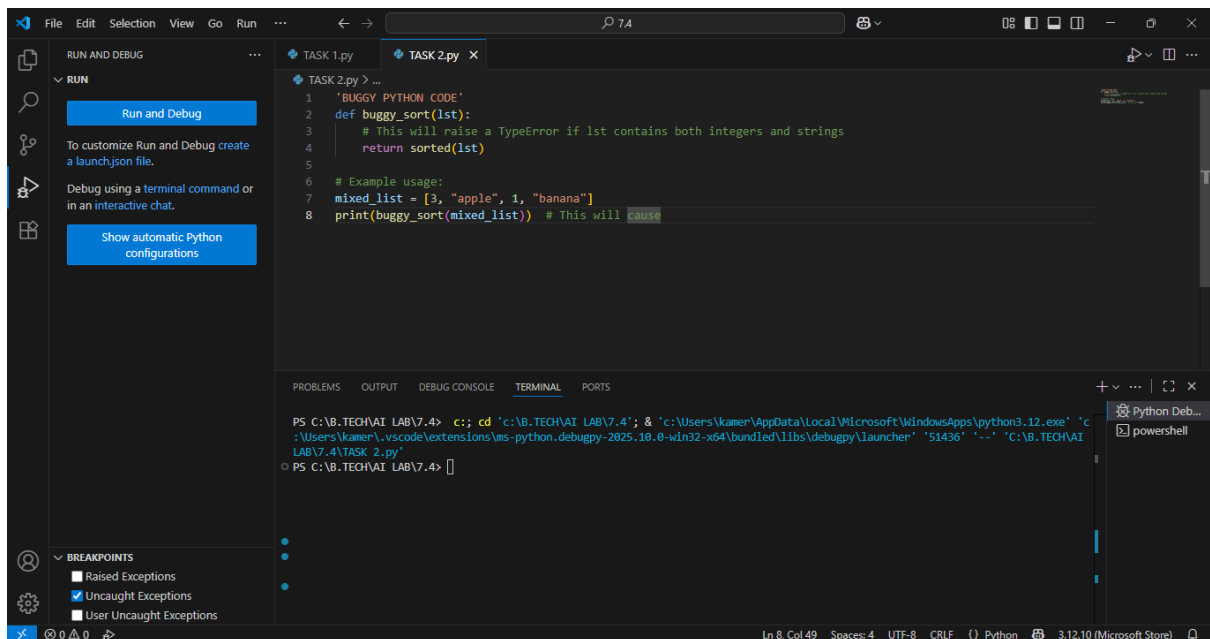 File Edit Selection View Go Run ··· 7.4
RUN AND DEBUG ···
RUN
Run and Debug
To customize Run and Debug create
a launch.json file.
Debug using a terminal command or
in an interactive chat.
Show automatic Python
configurations
TASK 1.py TASK 2.py
TASK 2.py > ...
1 'BUGGY PYTHON CODE'
2 def buggy_sort(lst):
3 # This will raise a TypeError if lst contains both integers and strings
4 return sorted(lst)
5
6 # Example usage:
7 mixed_list = [3, "apple", 1, "banana"]
8 print(buggy_sort(mixed_list)) # This will cause
PROBLEMS OUTPUT DEBUG CONSOLE TERMINAL PORTS
PS C:\B.TECH\AI LAB\7.4> c:; cd 'c:\B.TECH\AI LAB\7.4'; & 'c:\Users\kamer\AppData\Local\Microsoft\WindowsApps\python3.12.exe' 'c
:\Users\kamer\.vscode\extensions\ms-python.debugpy-2025.10.0-win32-x64\bundled\libs\debugpy\launcher' '51436' '--' 'C:\B.TECH\AI
LAB\7.4\TASK 2.py'
PS C:\B.TECH\AI LAB\7.4>
Python Deb...
powershell
BREAKPOINTS
Raised Exceptions
Uncaught Exceptions
User Uncaught Exceptions
0 0 Ln 8, Col 49 Spaces: 4 UTF-8 CRLF {} Python 3.12.10 (Microsoft Store)